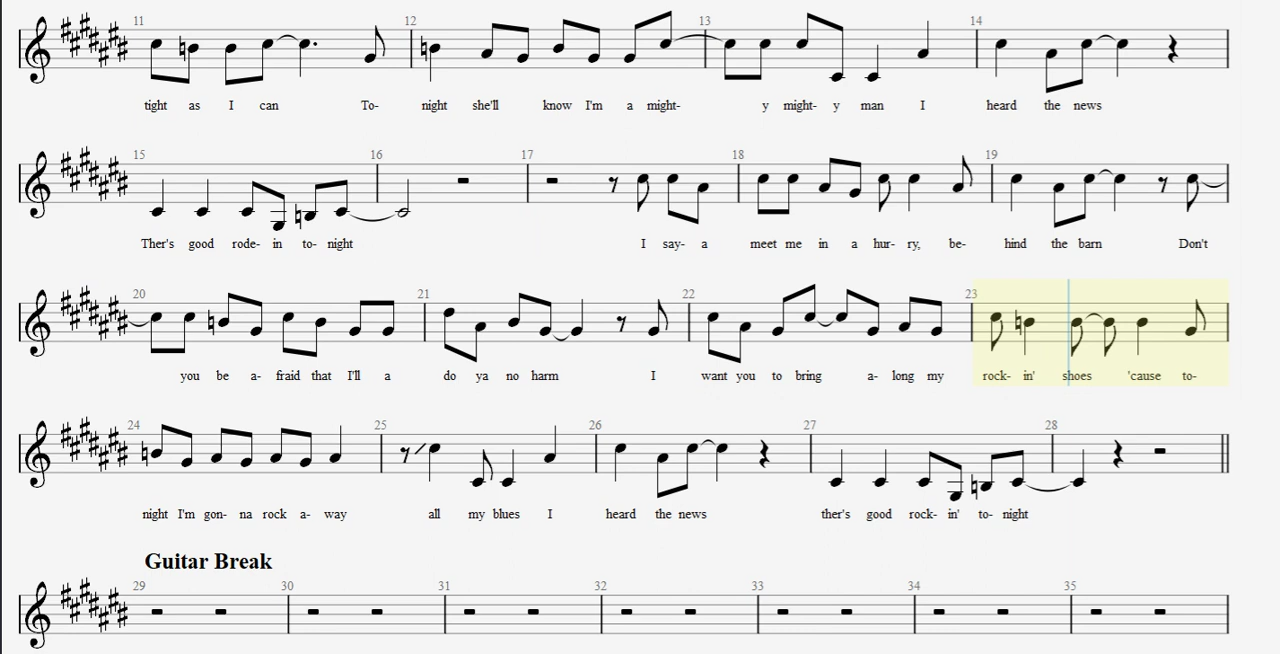 11 12 13 14
tight as I can To- night she'll know I'm a might- y might- y man I heard the news
15 16 17 18 19
Ther's good rode- in to- night I say- a meet me in a hur- ry, be- hind the barn Don't
20 21 22 23
you be a- fraid that I'll a do ya no harm I want you to bring a- long my rock- in' shoes 'cause to-
24 25 26 27 28
night I'm gon- na rock a- way all my blues I heard the news ther's good rock- in' to- night
Guitar Break
29 30 31 32 33 34 35